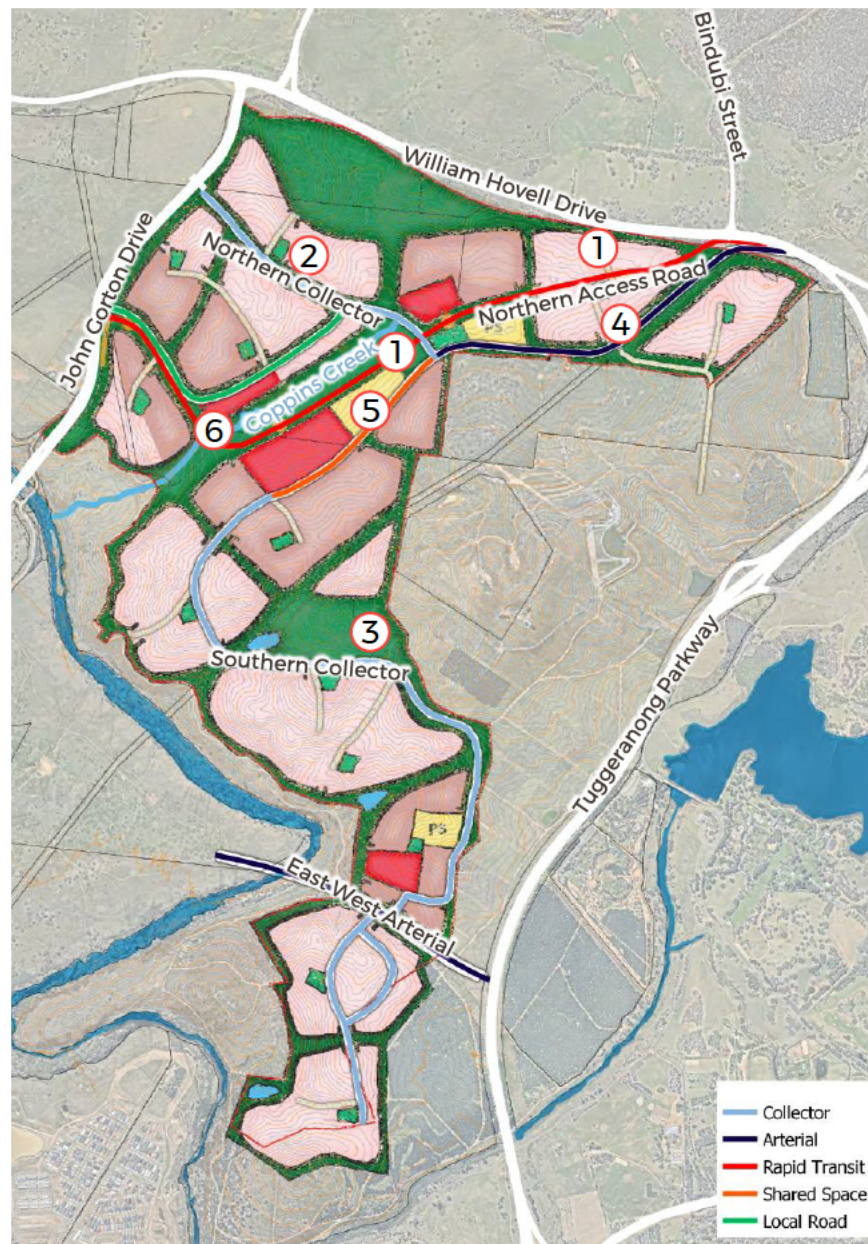 Bindubi Street
William Hovell Drive
1
2
Northern Collector
John Gorton Drive
Northern Access Road
PS
4
1
Coppins Creek
5
6
3
Southern Collector
Tuggeranong Parkway
PS
East West Arterial
Collector
Arterial
Rapid Transit
Shared Space
Local Road